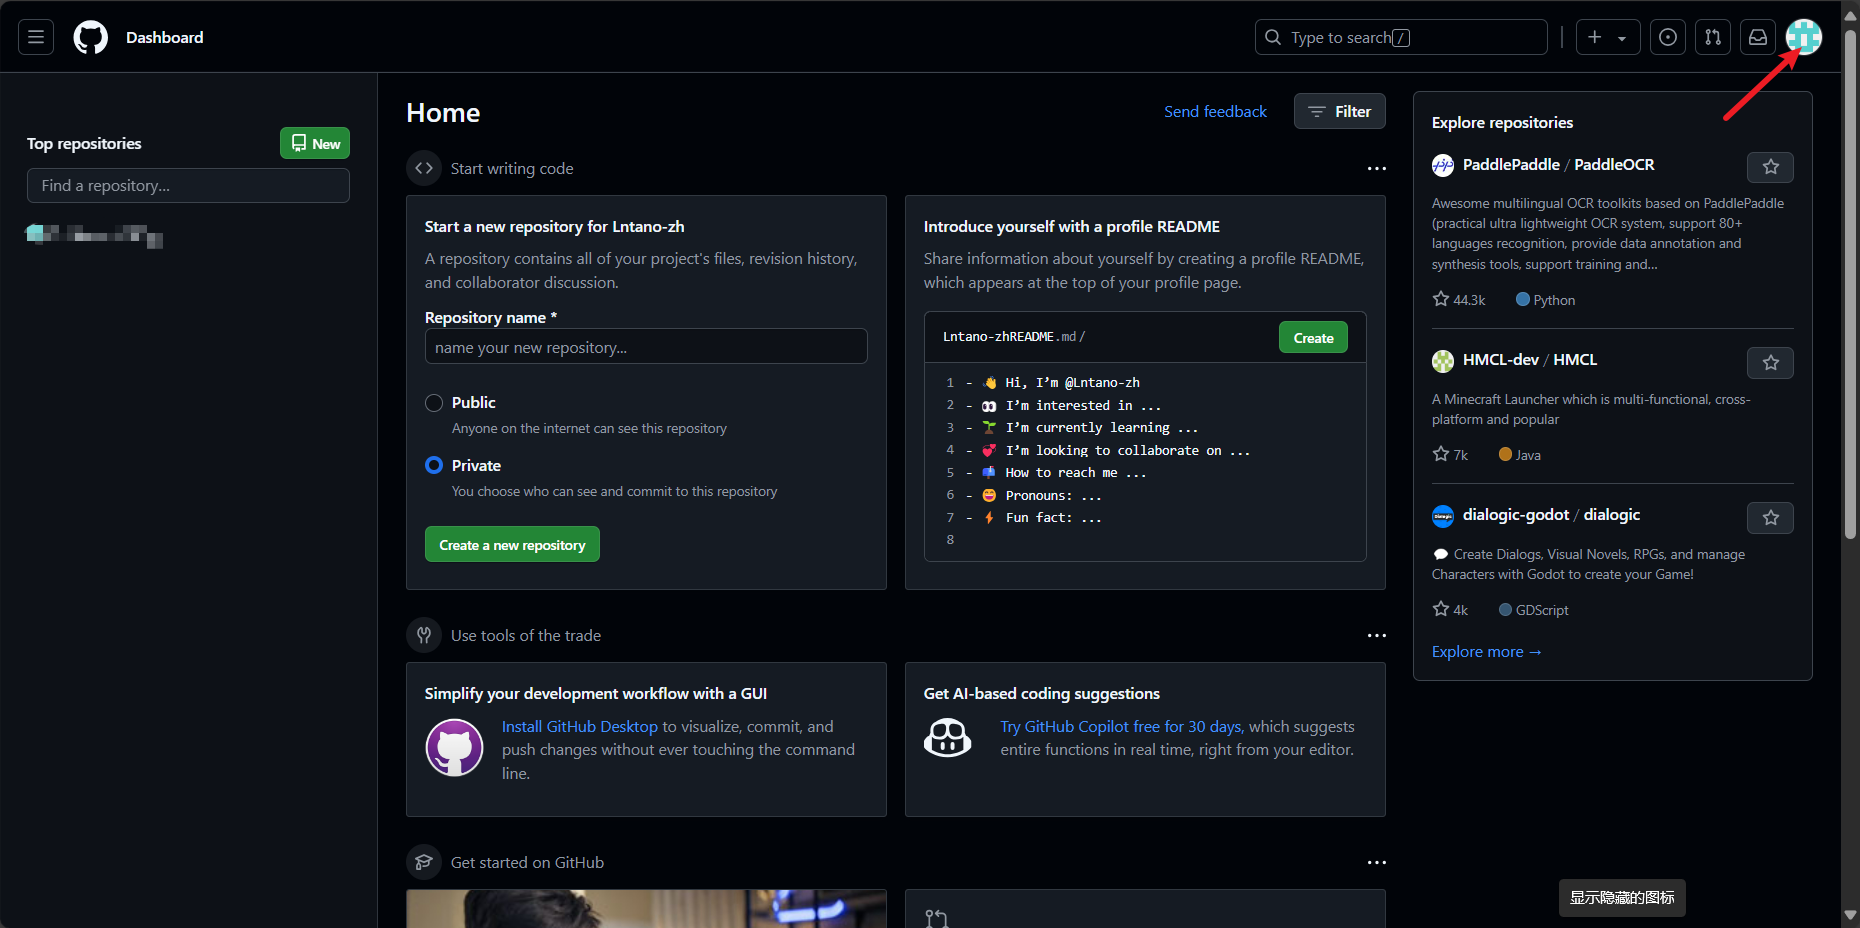 Dashboard
Type to search /
Top repositories
New
Find a repository...
Home
Send feedback
Filter
Start writing code
Start a new repository for Lntano-zh
A repository contains all of your project's files, revision history,
and collaborator discussion.
Repository name *
name your new repository...
Public
Anyone on the internet can see this repository
Private
You choose who can see and commit to this repository
Create a new repository
Introduce yourself with a profile README
Share information about yourself by creating a profile README,
which appears at the top of your profile page.
Lntano-zhREADME.md/
Create
1 - 👋 Hi, I’m @Lntano-zh
2 - 👀 I’m interested in ...
3 - 🌱 I’m currently learning ...
4 - 💞️ I’m looking to collaborate on ...
5 - 📫 How to reach me ...
6 - 😄 Pronouns: ...
7 - ⚡ Fun fact: ...
8
Use tools of the trade
Simplify your development workflow with a GUI
Install GitHub Desktop to visualize, commit, and
push changes without ever touching the command
line.
Get AI-based coding suggestions
Try GitHub Copilot free for 30 days, which suggests
entire functions in real time, right from your editor.
Get started on GitHub
Explore repositories
PaddlePaddle / PaddleOCR
Awesome multilingual OCR toolkits based on PaddlePaddle
(practical ultra lightweight OCR system, support 80+
languages recognition, provide data annotation and
synthesis tools, support training and...
44.3k Python
HMCL-dev / HMCL
A Minecraft Launcher which is multi-functional, cross-
platform and popular
7k Java
dialogic-godot / dialogic
💬 Create Dialogs, Visual Novels, RPGs, and manage
Characters with Godot to create your Game!
4k GDScript
Explore more →
显示隐藏的图标